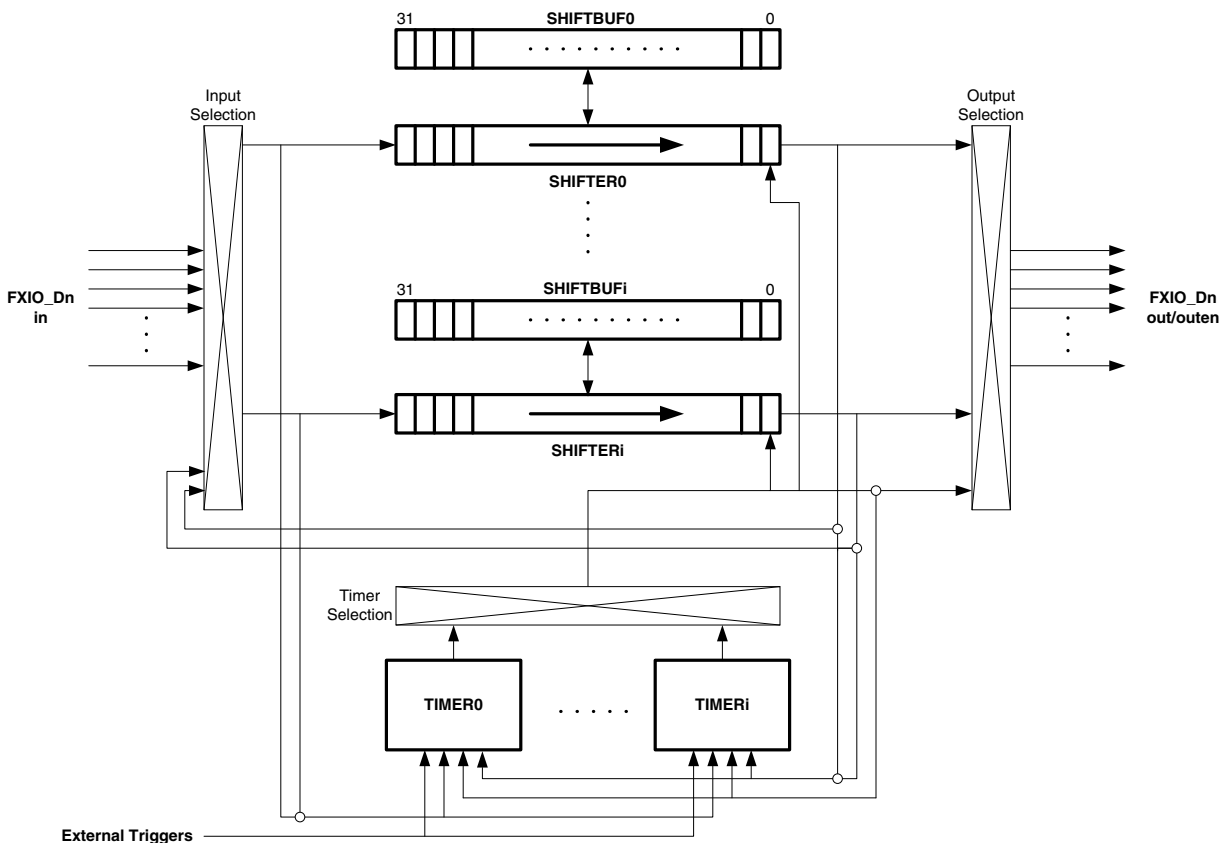 31 SHIFTBUF0 0
Input
Selection
Output
Selection
SHIFTER0
31 SHIFTBUFi 0
FXIO_Dn
in
FXIO_Dn
out/outen
SHIFTERi
Timer
Selection
TIMER0
TIMERi
External Triggers